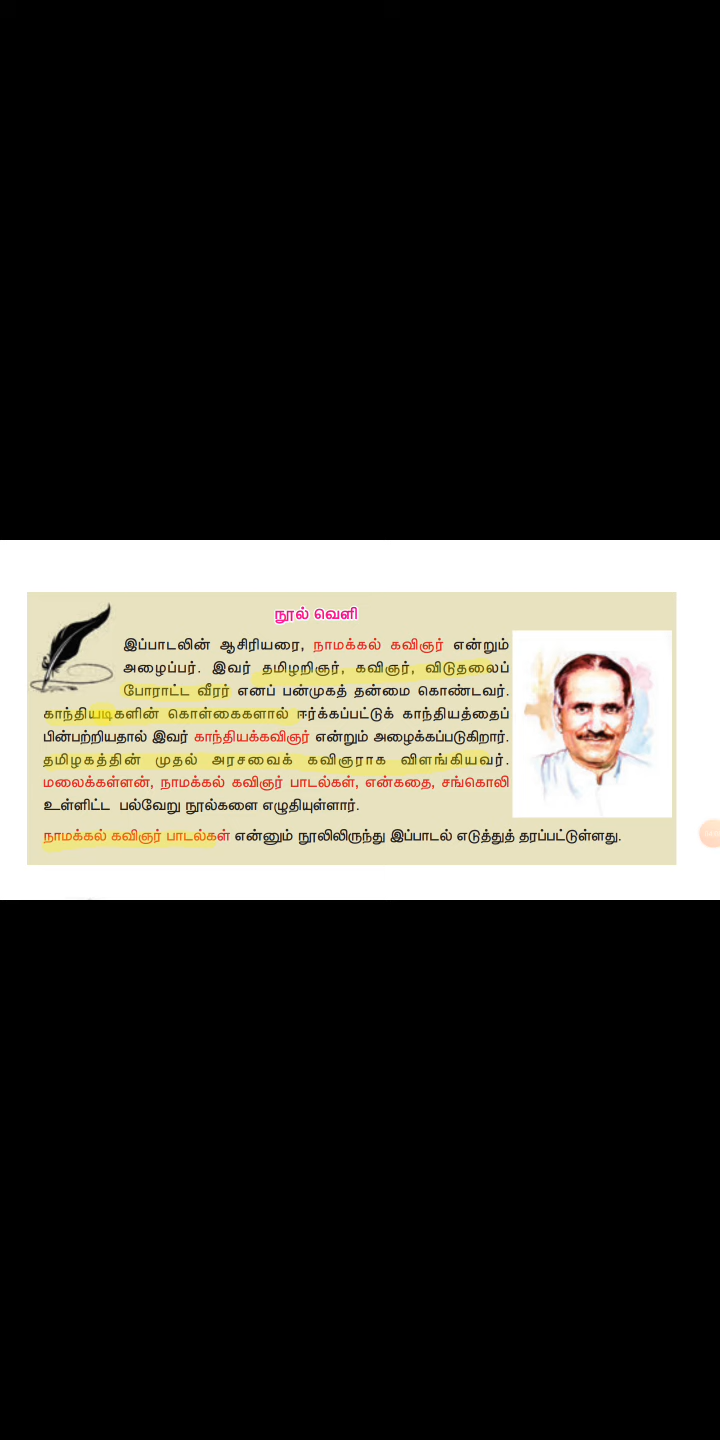 நூல் வெளி
இப்பாடலின் ஆசிரியரை, நாமக்கல் கவிஞர் என்றும்
அழைப்பர். இவர் தமிழறிஞர், கவிஞர், விடுதலைப்
போராட்ட வீரர் எனப் பன்முகத் தன்மை கொண்டவர்.
காந்தியடிகளின் கொள்கைகளால் ஈர்க்கப்பட்டுக் காந்தியத்தைப்
பின்பற்றியதால் இவர் காந்தியக்கவிஞர் என்றும் அழைக்கப்படுகிறார்.
தமிழகத்தின் முதல் அரசவைக் கவிஞராக விளங்கியவர்.
மலைக்கள்ளன், நாமக்கல் கவிஞர் பாடல்கள், என்கதை, சங்கொலி
உள்ளிட்ட பல்வேறு நூல்களை எழுதியுள்ளார்.
நாமக்கல் கவிஞர் பாடல்கள் என்னும் நூலிலிருந்து இப்பாடல் எடுத்துத் தரப்பட்டுள்ளது.